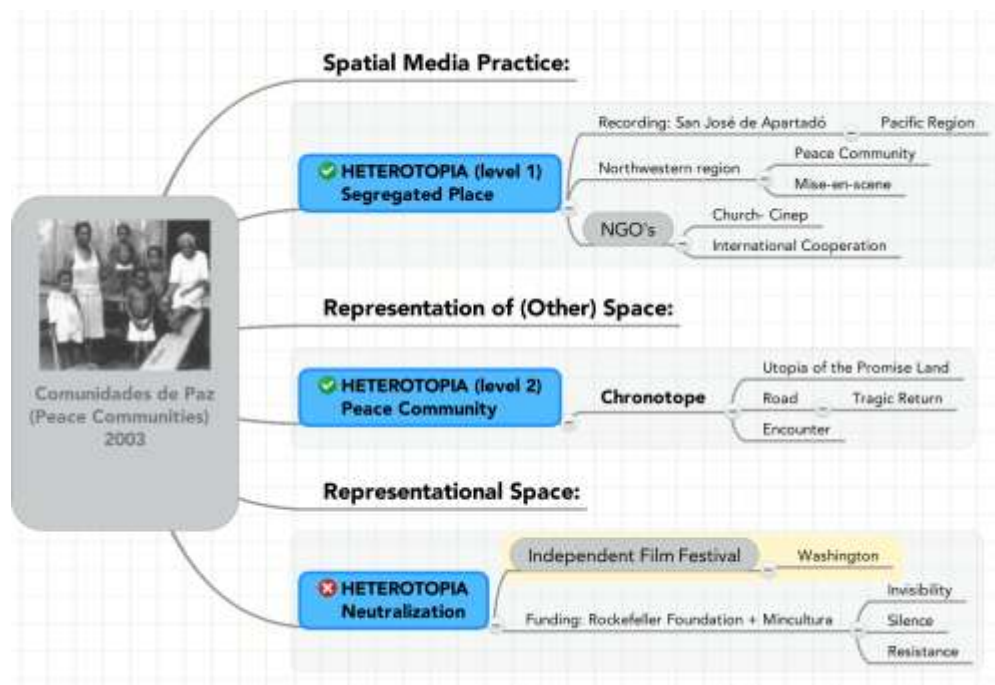 Spatial Media Practice:
Recording: San José de Apartadó
Pacific Region
HETEROTOPIA (level 1)
Segregated Place
Northwestern region
Peace Community
Mise-en-scene
NGO's
Church- Cinep
International Cooperation
Comunidades de Paz
(Peace Communities)
2003
Representation of (Other) Space:
HETEROTOPIA (level 2)
Peace Community
Chronotope
Utopia of the Promise Land
Road
Tragic Return
Encounter
Representational Space:
HETEROTOPIA
Neutralization
Independent Film Festival
Washington
Funding: Rockefeller Foundation + Mincultura
Invisibility
Silence
Resistance